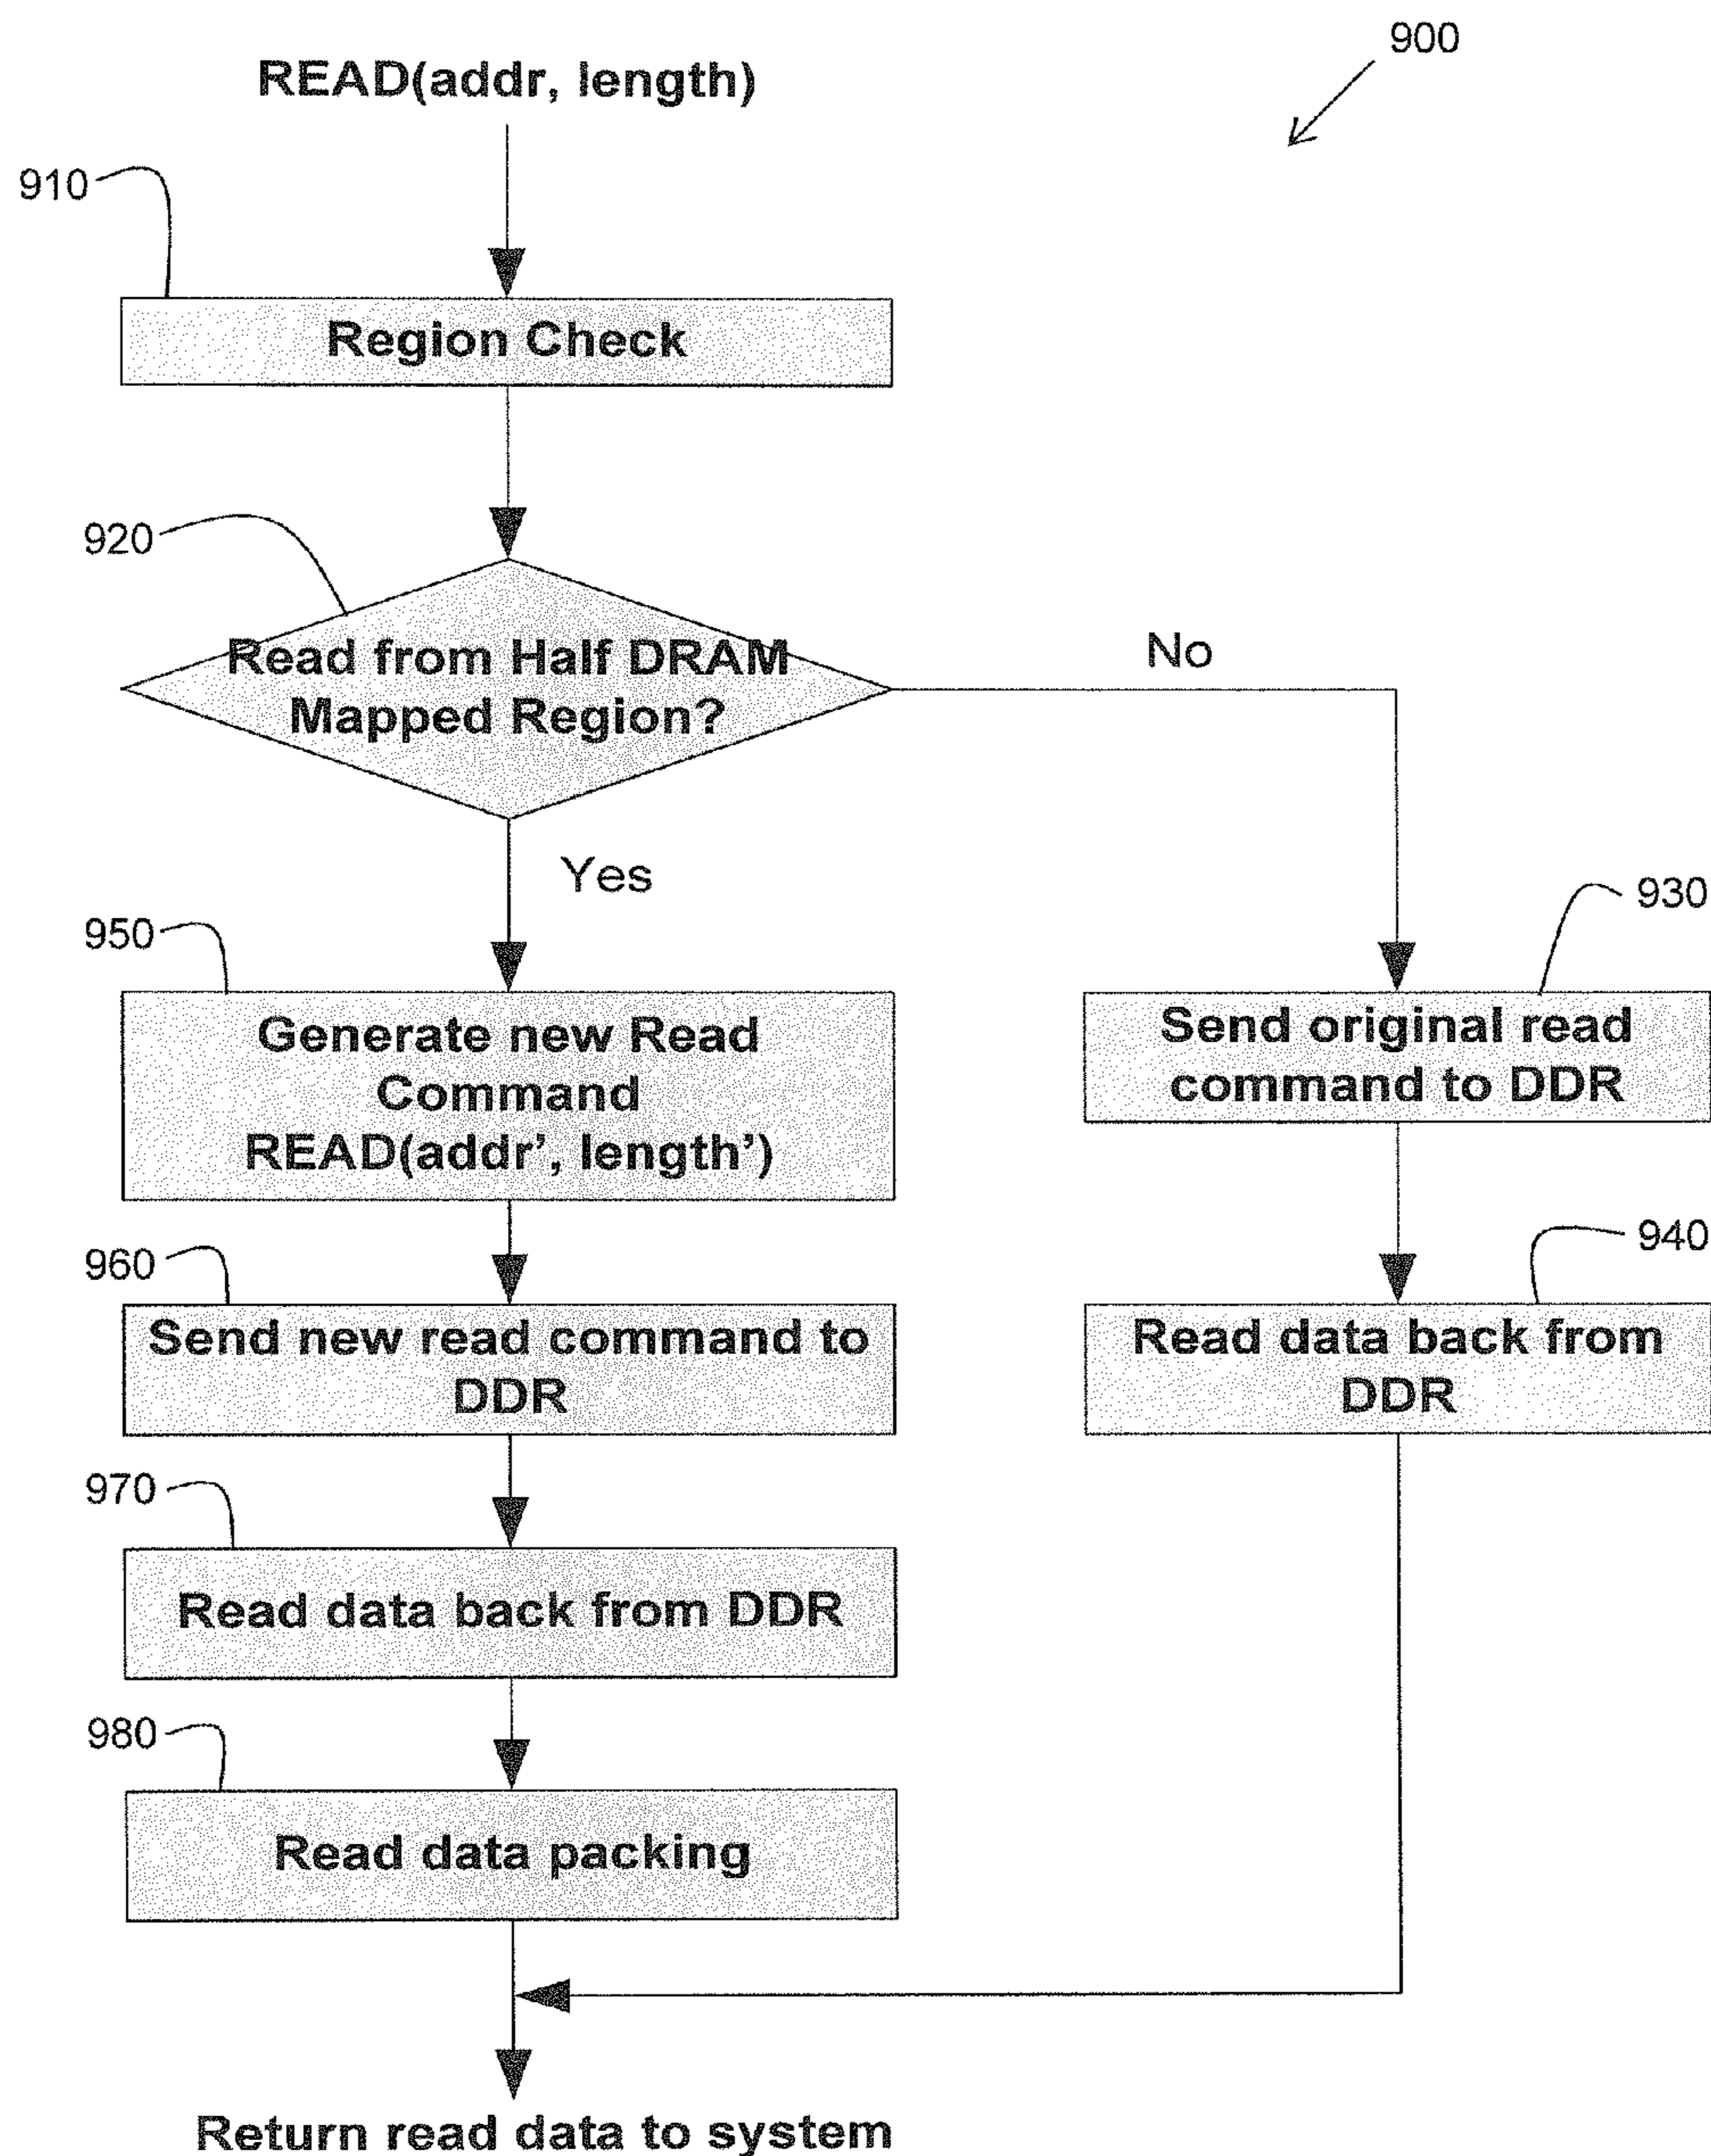 900
READ(addr, length)
910
Region Check
920
Read from Half DRAM
Mapped Region?
No
Yes
950
Generate new Read
Command
READ(addr’, length’)
930
Send original read
command to DDR
960
Send new read command to
DDR
940
Read data back from
DDR
970
Read data back from DDR
980
Read data packing
Return read data to system